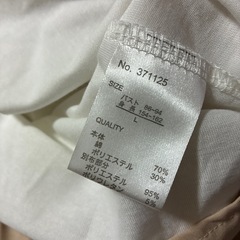 No. 371125
SIZE
バスト 86-94
身長 154-162
L
QUALITY
本体
綿 70%
ポリエステル 30%
別布部分
ポリエステル 95%
ポリウレタン 5%